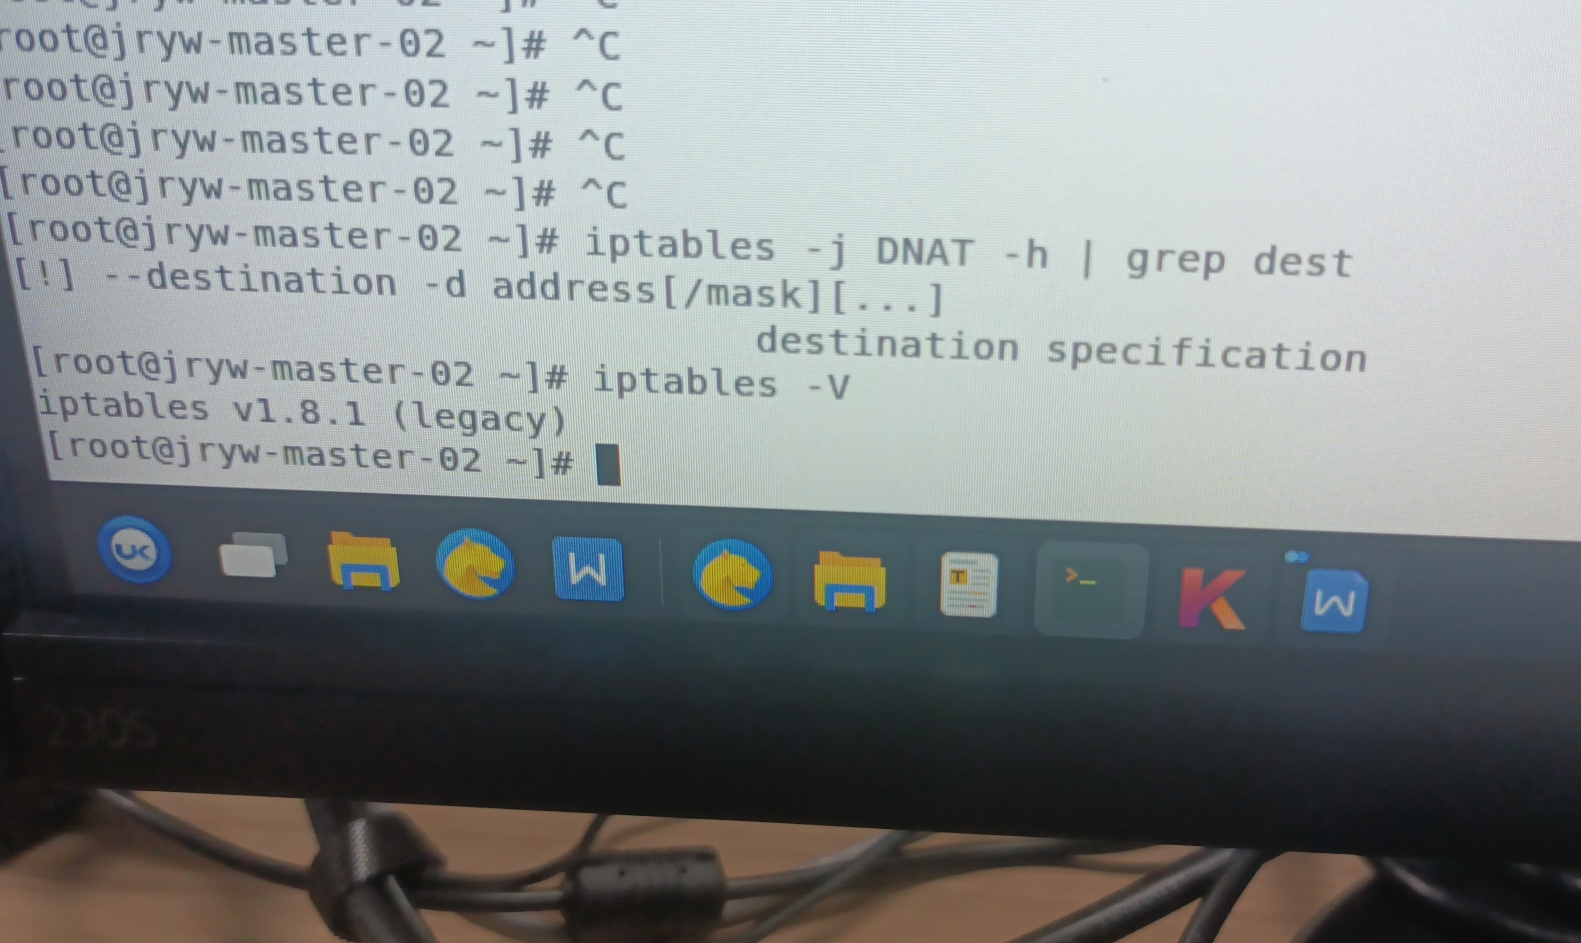 root@jryw-master-02 ~]# ^C
root@jryw-master-02 ~]# ^C
root@jryw-master-02 ~]# ^C
[root@jryw-master-02 ~]# ^C
[root@jryw-master-02 ~]# iptables -j DNAT -h | grep dest
[!] --destination -d address[/mask][...]
destination specification
[root@jryw-master-02 ~]# iptables -V
iptables v1.8.1 (legacy)
[root@jryw-master-02 ~]#
UK
W
T
>_
K
W
230S